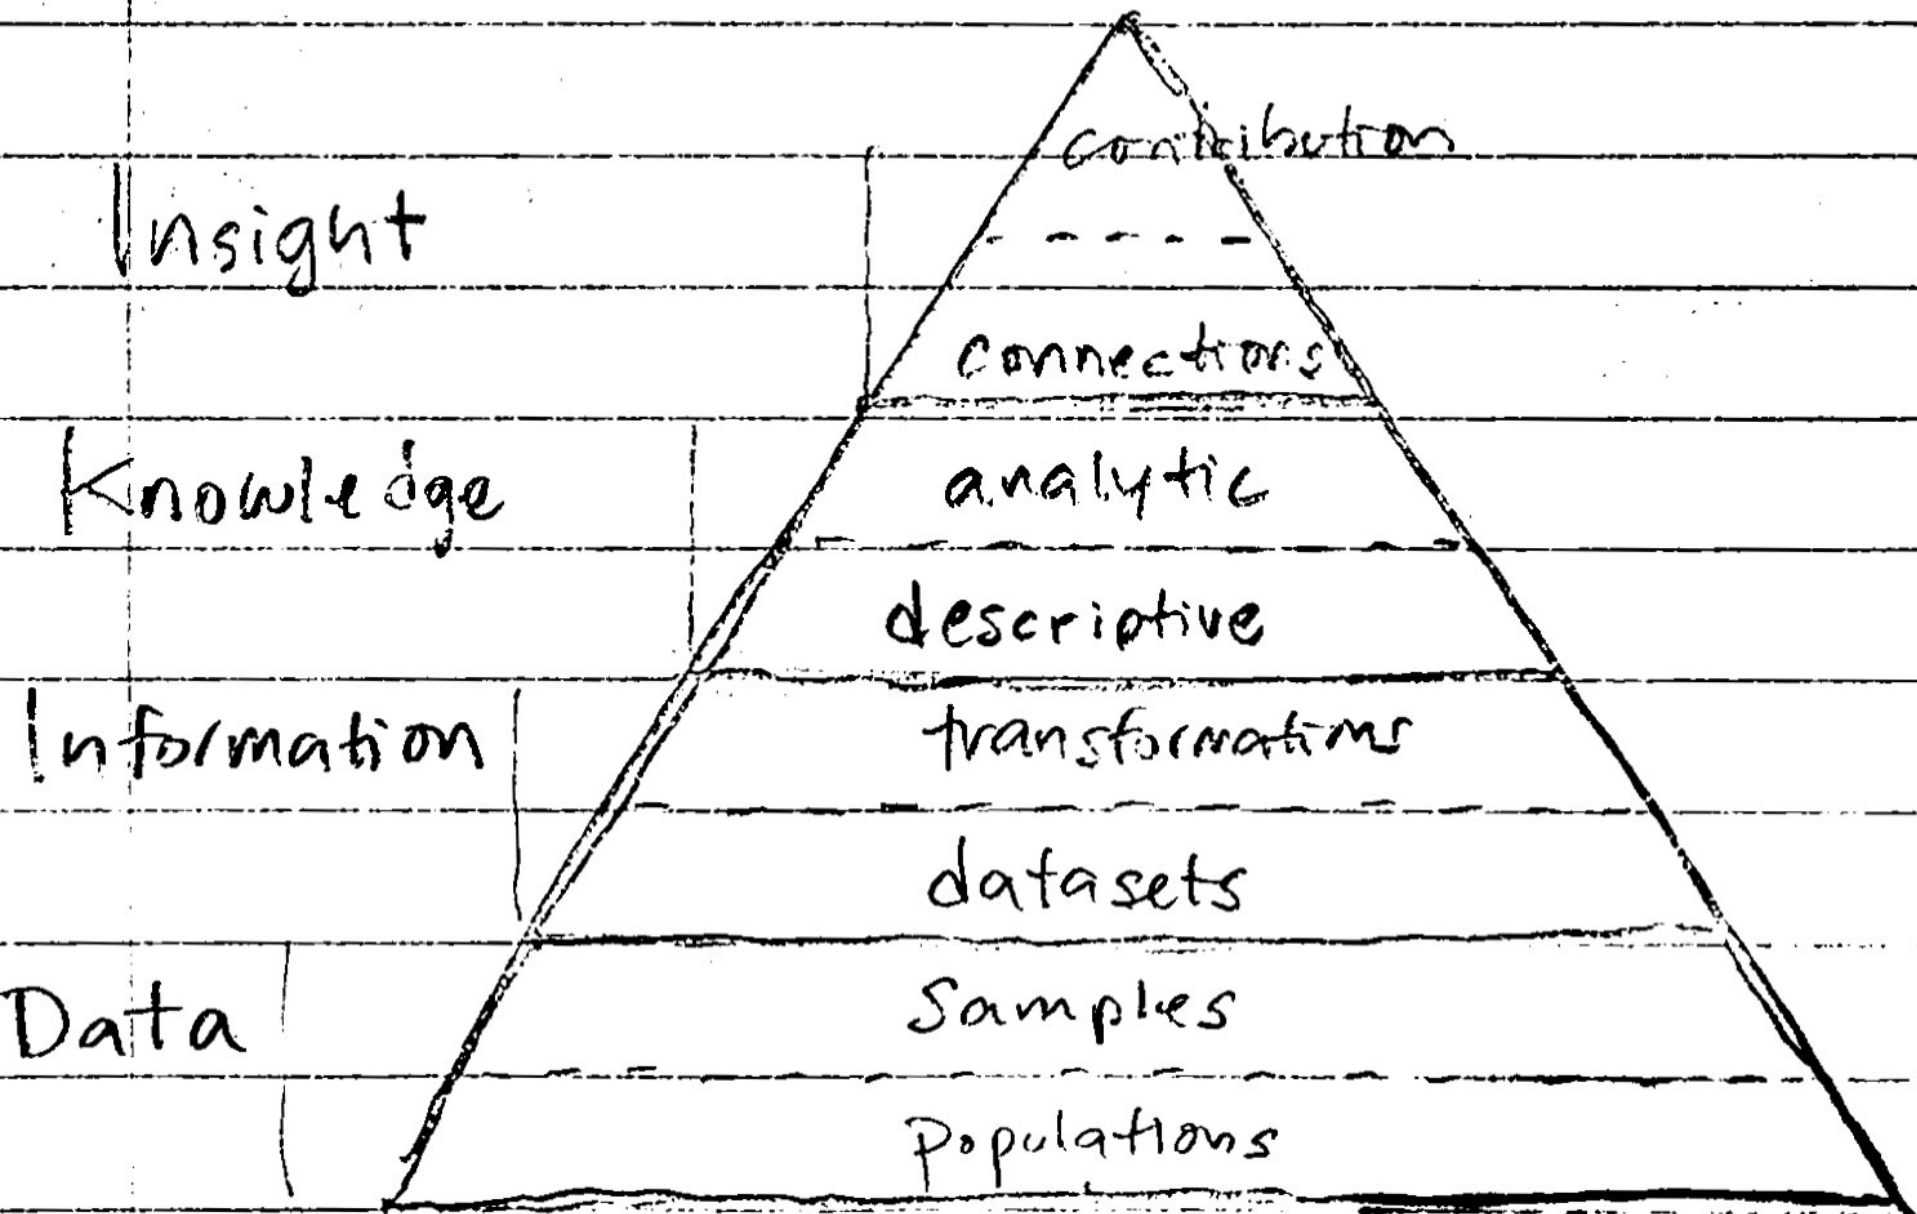 contribution
Insight
connections
Knowledge
analytic
descriptive
Information
transformations
datasets
Data
Samples
populations